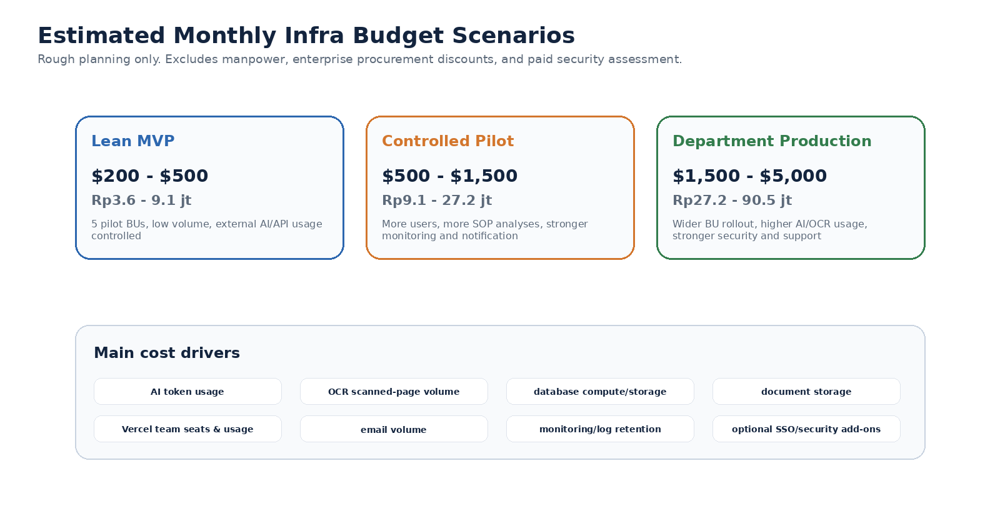 Estimated Monthly Infra Budget Scenarios
Rough planning only. Excludes manpower, enterprise procurement discounts, and paid security assessment.
Lean MVP
$200 - $500
Rp3.6 - 9.1 jt
5 pilot BUs, low volume, external AI/API usage
controlled
Controlled Pilot
$500 - $1,500
Rp9.1 - 27.2 jt
More users, more SOP analyses, stronger
monitoring and notification
Department Production
$1,500 - $5,000
Rp27.2 - 90.5 jt
Wider BU rollout, higher AI/OCR usage,
stronger security and support
Main cost drivers
AI token usage
OCR scanned-page volume
database compute/storage
document storage
Vercel team seats & usage
email volume
monitoring/log retention
optional SSO/security add-ons